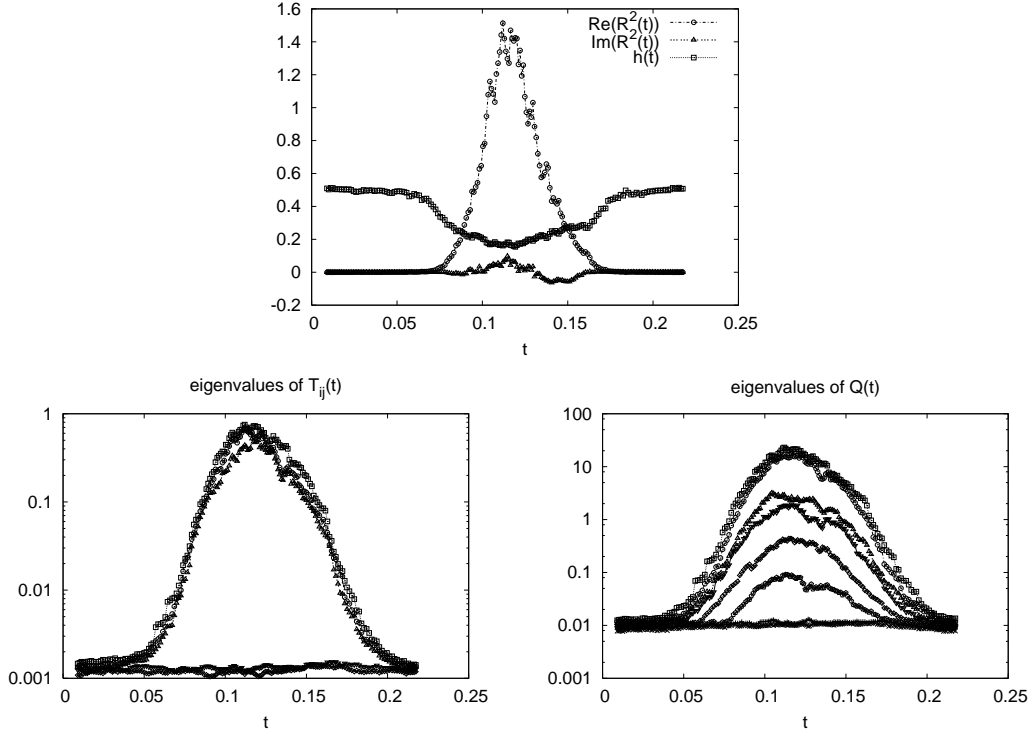 1.6
1.4
1.2
1
0.8
0.6
0.4
0.2
0
-0.2
Re(R²(t))
Im(R²(t))
h(t)
0 0.05 0.1 0.15 0.2 0.25
t
eigenvalues of Tᵢⱼ(t)
1
0.1
0.01
0.001
0 0.05 0.10 0.15 0.2 0.25
t
eigenvalues of Q(t)
100
10
1
0.1
0.01
0.001
0 0.05 0.1 0.15 0.2 0.25
t